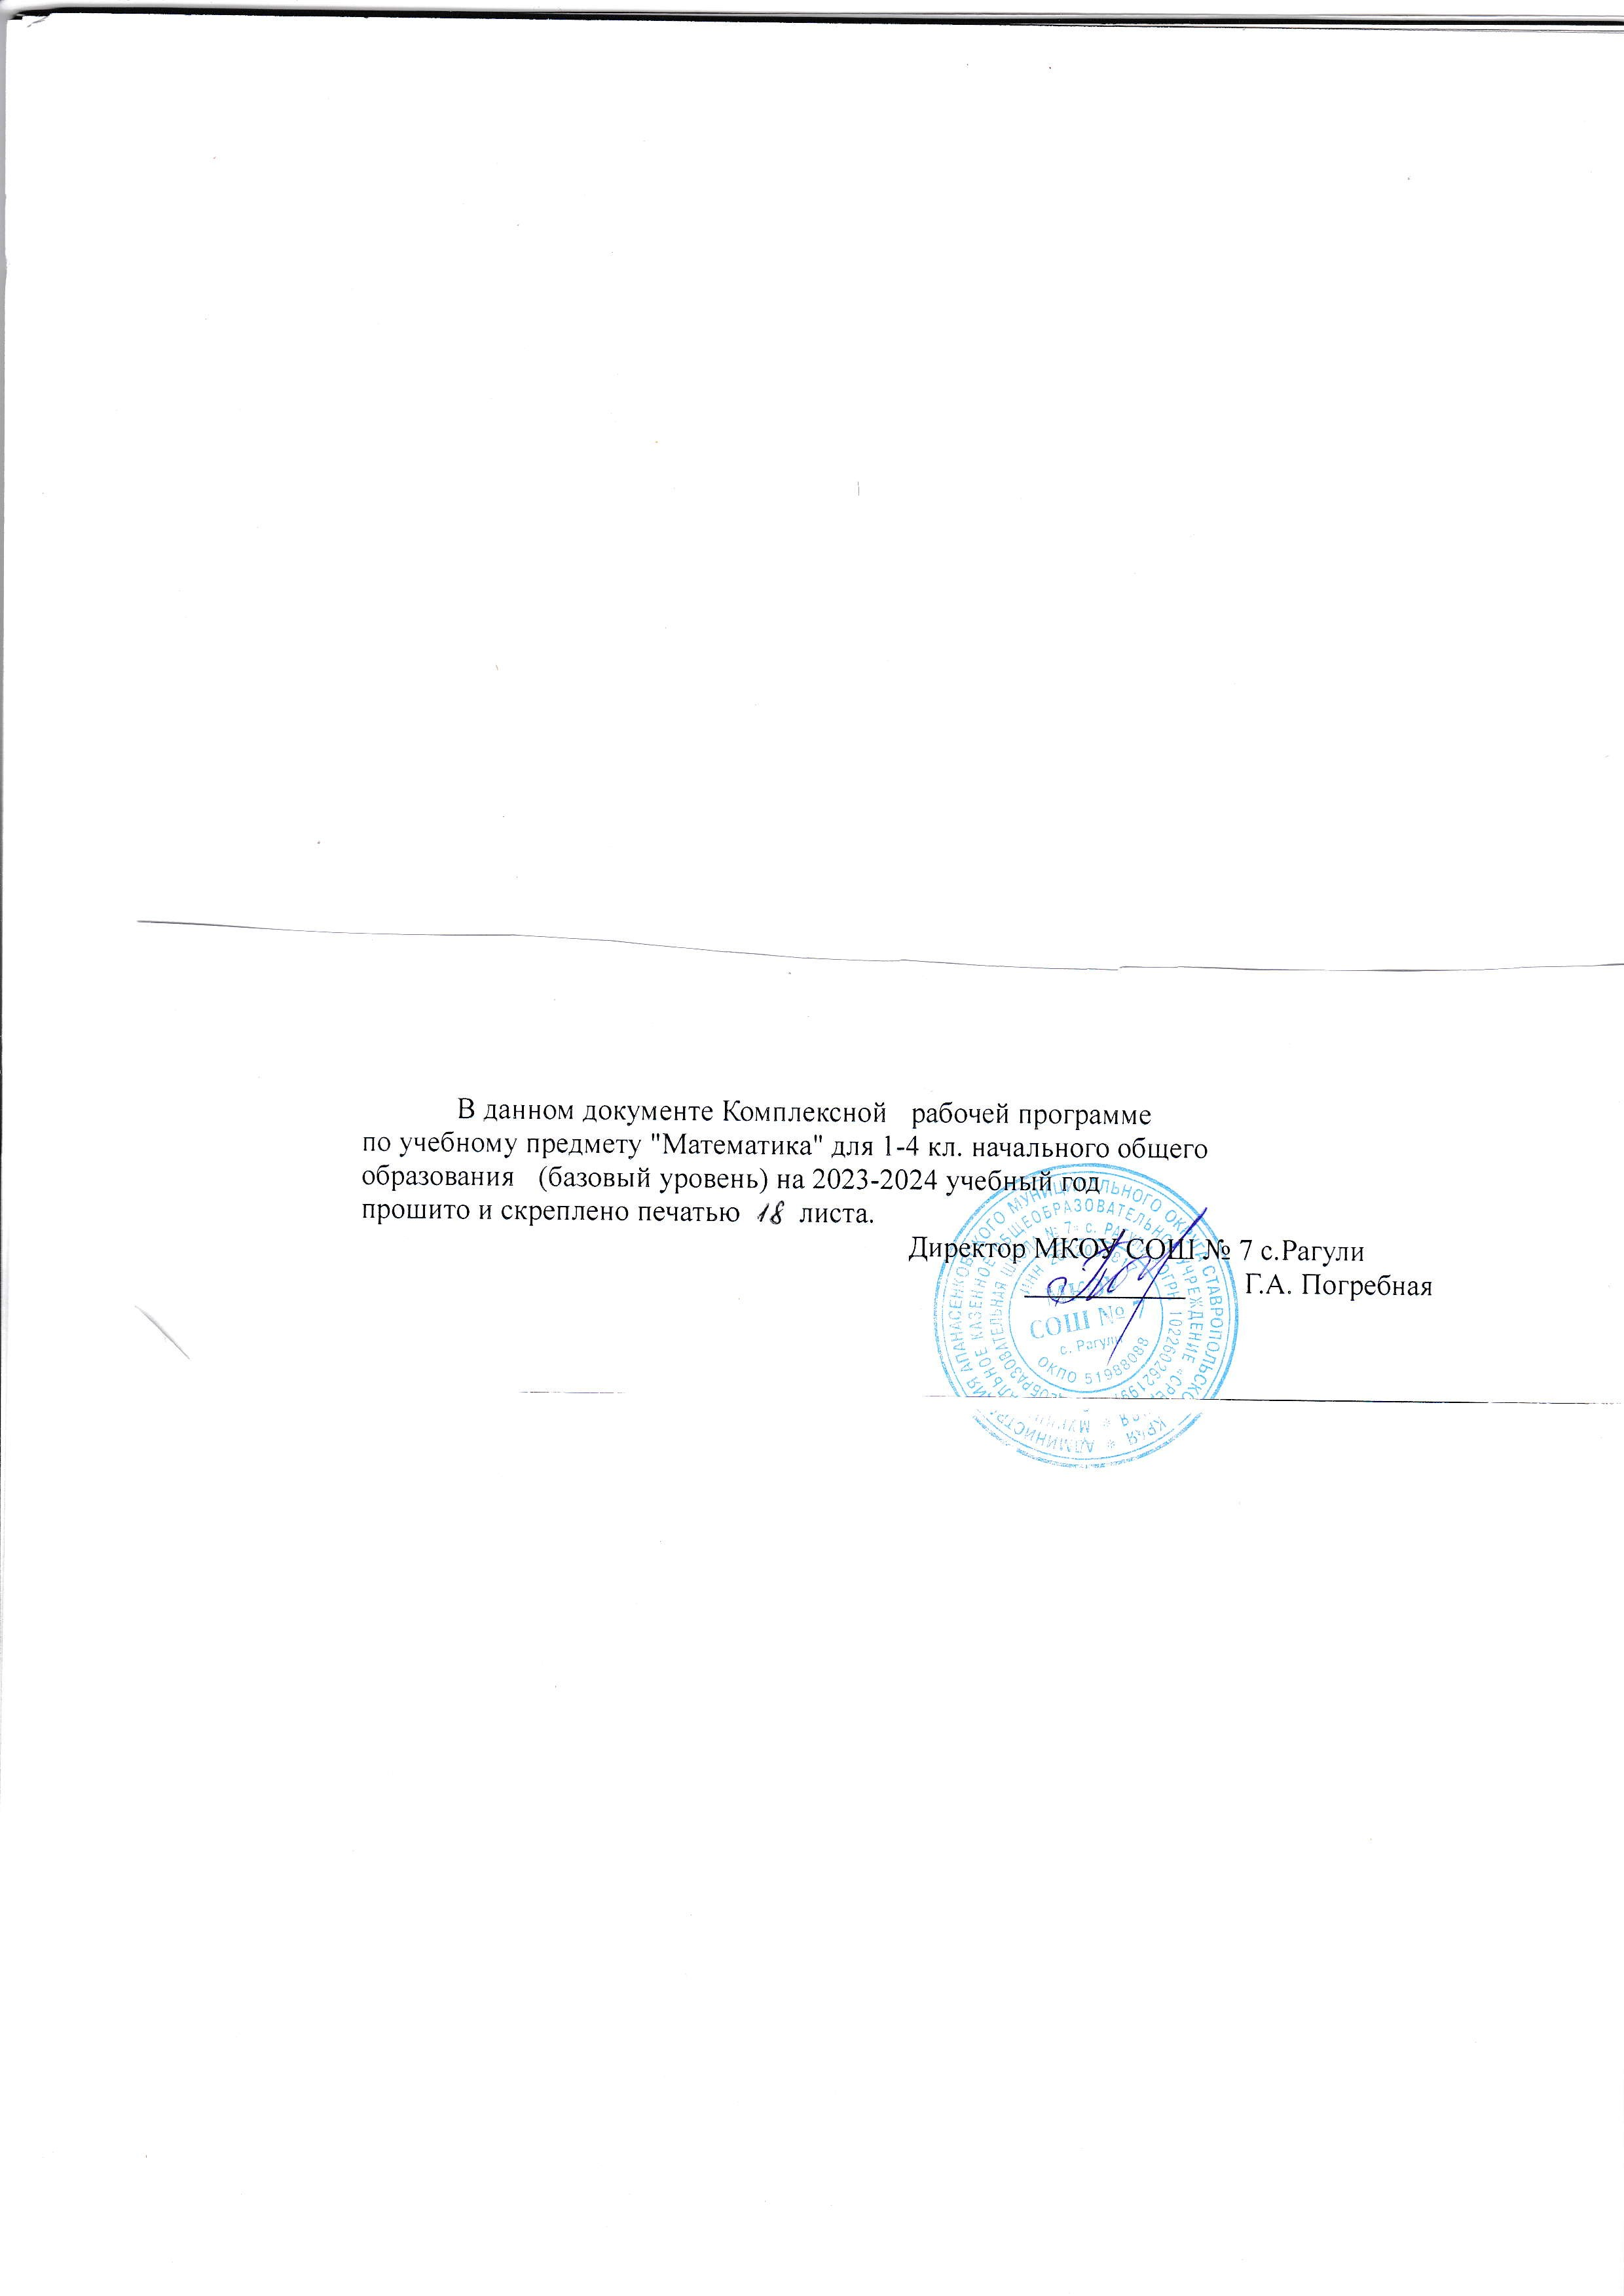 В данном документе Комплексной рабочей программе
по учебному предмету "Математика" для 1-4 кл. начального общего
образования (базовый уровень) на 2023-2024 учебный год
прошито и скреплено печатью 18 листа.
Директор МКОУ СОШ № 7 с.Рагули
Г.А. Погребная
СОШ № 7
с. Рагули
ОКПО 51988088